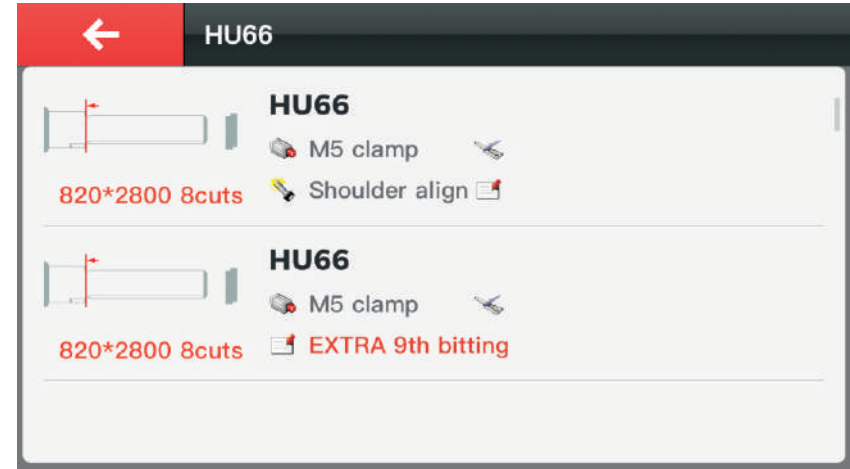 HU66
HU66
M5 clamp
820*2800 8cuts
Shoulder align
HU66
M5 clamp
820*2800 8cuts
EXTRA 9th bitting